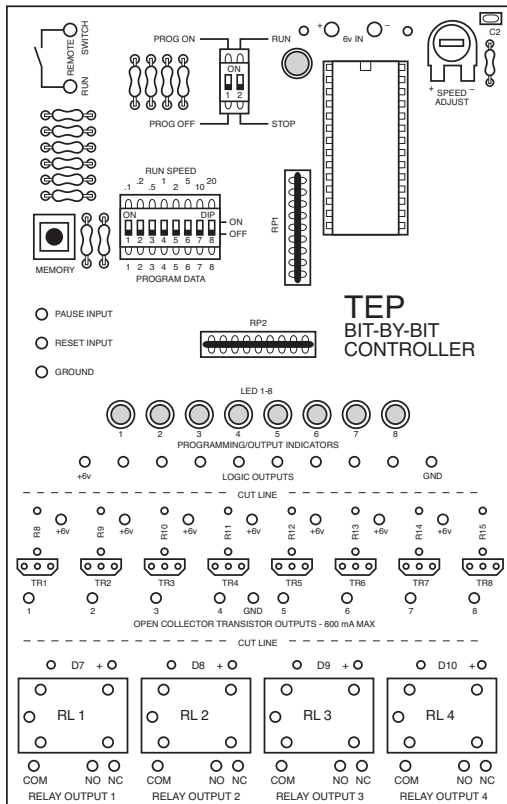 PROG ON RUN + 6v IN − C2
REMOTE SWITCH
RUN
ON
1 2
PROG OFF STOP
+ − SPEED ADJUST
RUN SPEED
.1 .2 .5 1 2 5 10 20
ON DIP
1 2 3 4 5 6 7 8
ON
OFF
1 2 3 4 5 6 7 8
PROGRAM DATA
MEMORY
RP1
PAUSE INPUT
RESET INPUT
GROUND
RP2
TEP
BIT-BY-BIT
CONTROLLER
LED 1-8
1 2 3 4 5 6 7 8
PROGRAMMING/OUTPUT INDICATORS
+6v LOGIC OUTPUTS GND
CUT LINE
R8 +6v R9 +6v R10 +6v R11 +6v R12 +6v R13 +6v R14 +6v R15
TR1 TR2 TR3 TR4 TR5 TR6 TR7 TR8
1 2 3 4 GND 5 6 7 8
OPEN COLLECTOR TRANSISTOR OUTPUTS - 800 mA MAX
CUT LINE
D7 + D8 + D9 + D10 +
RL 1 RL 2 RL 3 RL 4
COM NO NC COM NO NC COM NO NC COM NO NC
RELAY OUTPUT 1 RELAY OUTPUT 2 RELAY OUTPUT 3 RELAY OUTPUT 4